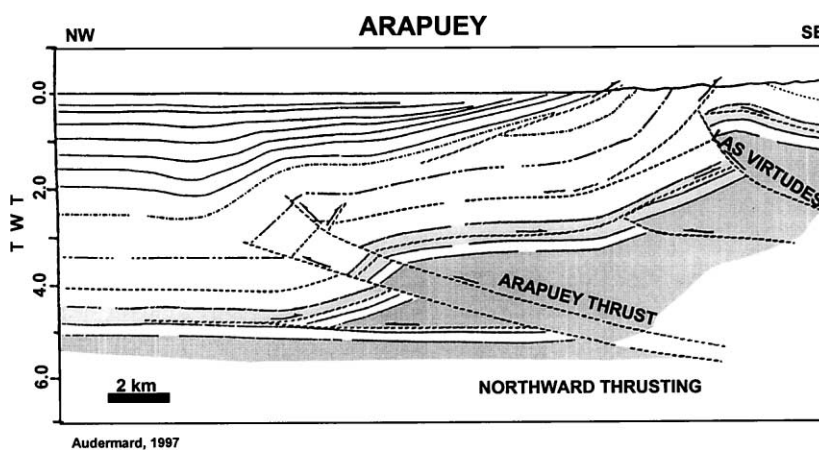 ARAPUEY
NW
SE
0.0
2.0
T W T
4.0
6.0
LAS VIRTUDES
ARAPUEY THRUST
2 km
NORTHWARD THRUSTING
Audermard, 1997